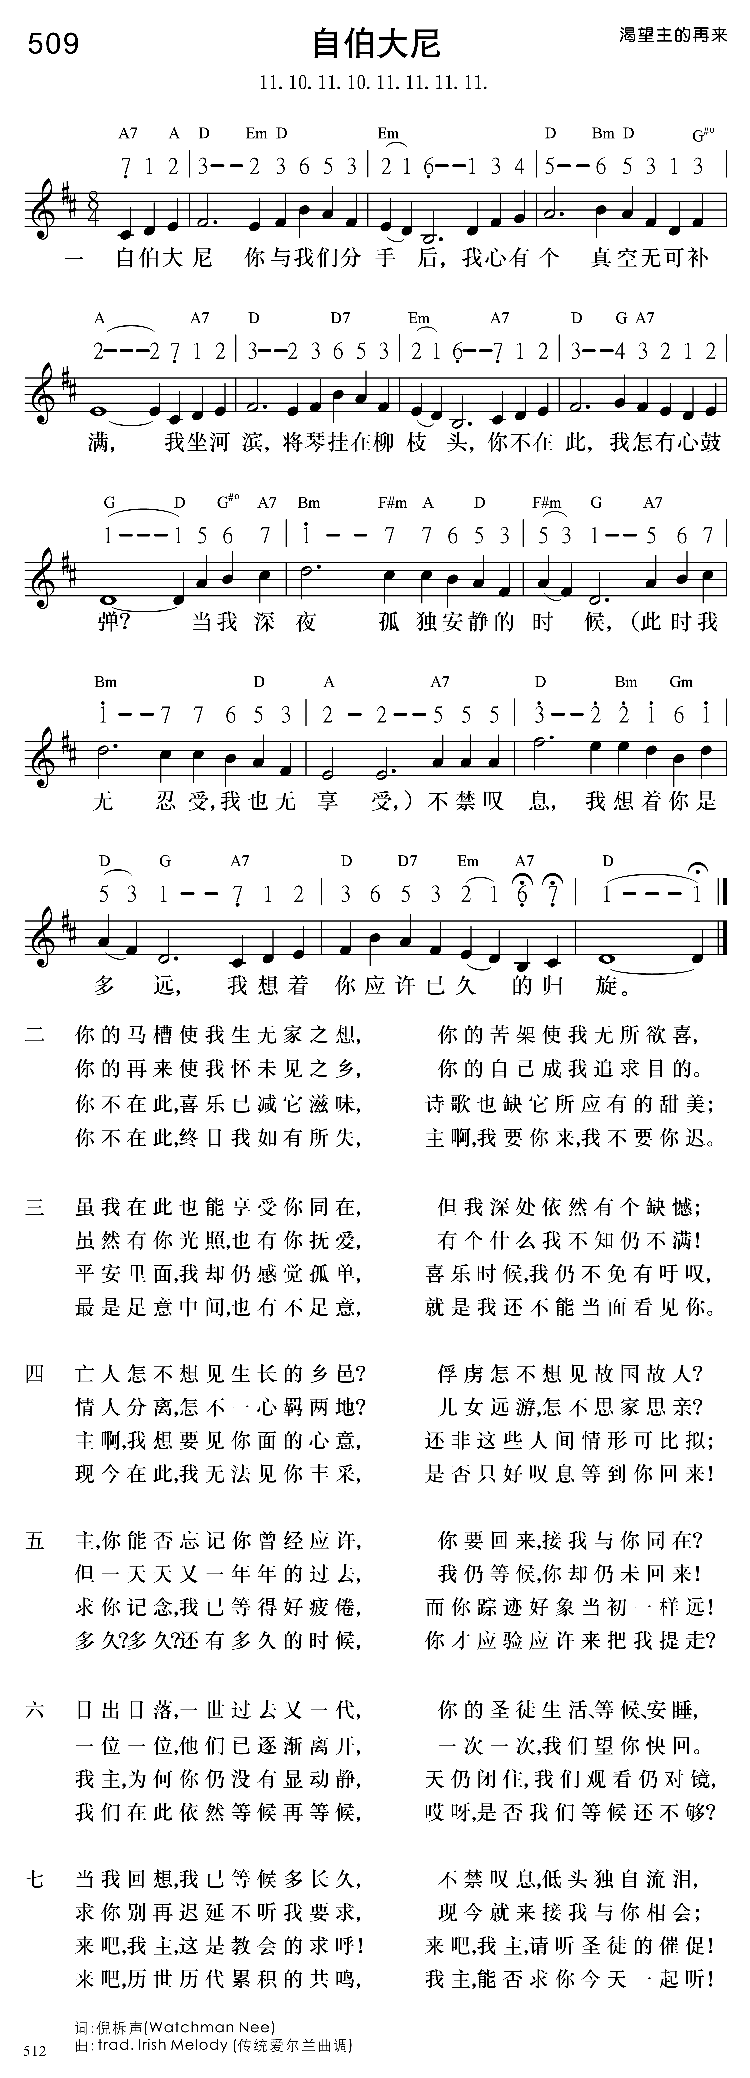 509
自伯大尼
渴望主的再来
11. 10. 11. 10. 11. 11. 11. 11.
A7 A D Em D Em D Bm D G#o
7 1 2 | 3 - - 2 3 6 5 3 | 2 1 6 - - 1 3 4 | 5 - - 6 5 3 1 3 |
8
4
一 自伯大尼 你与我们分手 后，我心有个 真空无可补
A A7 D D7 Em A7 D G A7
2 - - - 2 7 1 2 | 3 - - 2 3 6 5 3 | 2 1 6 - - 7 1 2 | 3 - - 4 3 2 1 2 |
满， 我坐河滨，将琴挂在柳枝 头，你不在此，我怎有心鼓
G D G#o A7 Bm F#m A D F#m G A7
1 - - - 1 5 6 7 | 1 - - 7 7 6 5 3 | 5 3 1 - - 5 6 7 |
弹？ 当我深夜 孤独安静的时 候，（此时我
Bm D A A7 D Bm Gm
1 - - 7 7 6 5 3 | 2 - 2 - - 5 5 5 | 3 - - 2 2 1 6 1 |
无 忍受，我也无享 受，）不禁叹息， 我想着你是
D G A7 D D7 Em A7 D
5 3 1 - - 7 1 2 | 3 6 5 3 2 1 6 7 | 1 - - - 1
多 远， 我想着你应许已久 的归旋。
二 你的马槽使我生无家之想， 你的苦架使我无所欲喜，
你的再来使我怀未见之乡， 你的自己成我追求目的。
你不在此，喜乐已减它滋味， 诗歌也缺它所应有的甜美；
你不在此，终日我如有所失， 主啊，我要你来，我不要你迟。
三 虽我在此也能享受你同在， 但我深处依然有个缺憾；
虽然有你光照，也有你抚爱， 有个什么我不知仍不满！
平安里面，我却仍感觉孤单， 喜乐时候，我仍不免有吁叹，
最是足意中间，也有不足意， 就是我还不能当面看见你。
四 亡人怎不想见生长的乡邑？ 俘虏怎不想见故国故人？
情人分离，怎不一心羁两地？ 儿女远游，怎不思家思亲？
主啊，我想要见你面的心意， 还非这些人间情形可比拟；
现今在此，我无法见你丰采， 是否只好叹息等到你回来！
五 主，你能否忘记你曾经应许， 你要回来，接我与你同在？
但一天天又一年年的过去， 我仍等候，你却仍未回来！
求你记念，我已等得好疲倦， 而你踪迹好象当初一样远！
多久？多久？还有多久的时候， 你才应验应许来把我提走？
六 日出日落，一世过去又一代， 你的圣徒生活、等候、安睡，
一位一位，他们已逐渐离开， 一次一次，我们望你快回。
我主，为何你仍没有显动静， 天仍闭住，我们观看仍对镜，
我们在此依然等候再等候， 哎呀，是否我们等候还不够？
七 当我回想，我已等候多长久， 不禁叹息，低头独自流泪，
求你别再迟延不听我要求， 现今就来接我与你相会；
来吧，我主，这是教会的求呼！ 来吧，我主，请听圣徒的催促！
来吧，历世历代累积的共鸣， 我主，能否求你今天一起听！
词：倪柝声(Watchman Nee)
曲：trad. Irish Melody (传统爱尔兰曲调)
512